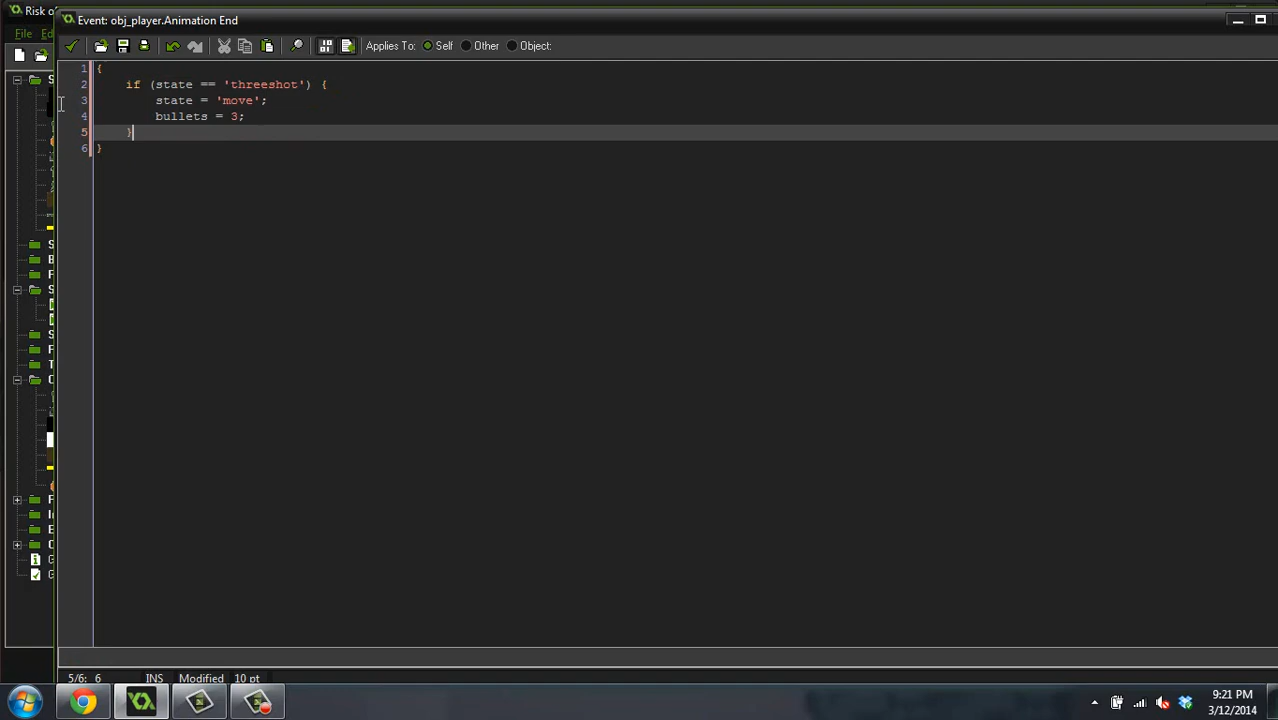 Risk o
Event: obj_player.Animation End
File Ed
Applies To: Self Other Object:
1 {
2 if (state == 'threeshot') {
3 state = 'move';
4 bullets = 3;
5 }
6 }
S
S
B
F
S
S
F
T
O
F
In
E
G
G
5/6: 6 INS Modified 10 pt
9:21 PM
3/12/2014